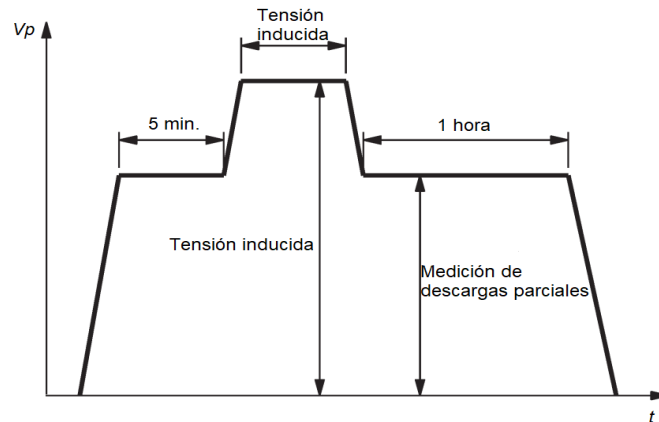 Vp
Tensión
inducida
5 min.
1 hora
Tensión inducida
Medición de
descargas parciales
t